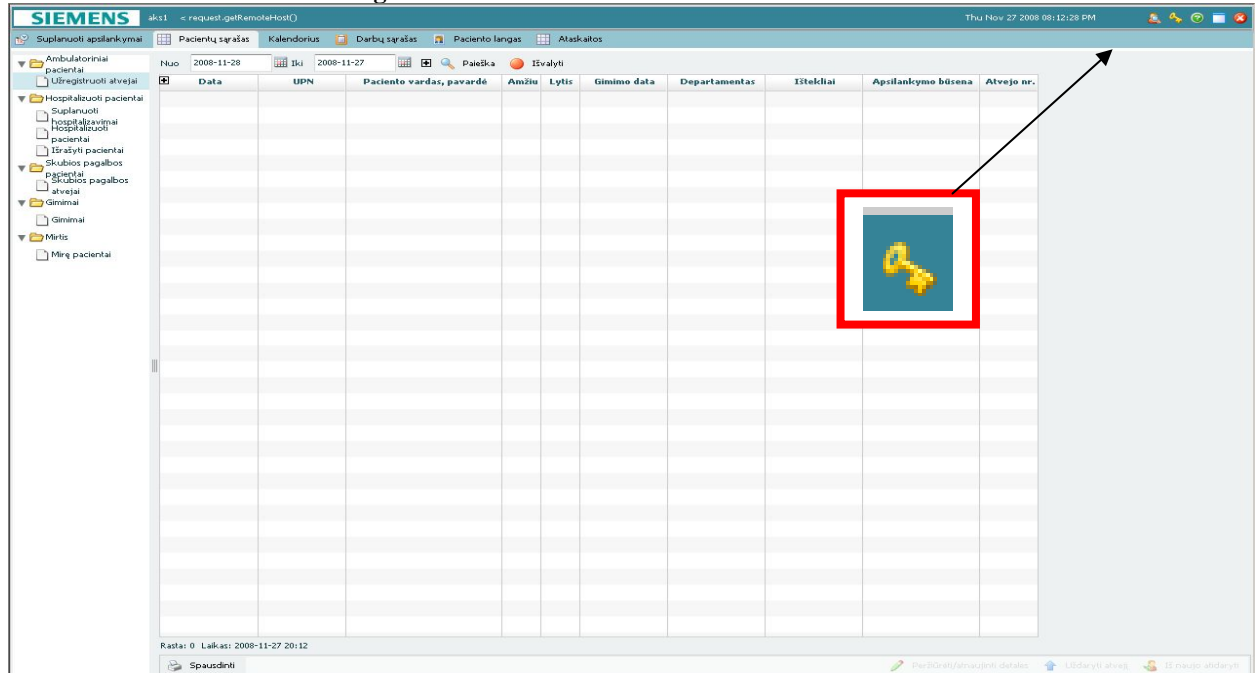 SIEMENS aks1 < request.getRemoteHost() Thu Nov 27 2008 08:12:28 PM
Suplanuoti apsilankymai Pacientų sąrašas Kalendorius Darbų sąrašas Paciento langas Ataskaitos
Ambulatoriniai
pacientai
Užregistruoti atvejai
Hospitalizuoti pacientai
Suplanuoti
hospitalizavimai
Hospitalizuoti
pacientai
Išrašyti pacientai
Skubios pagalbos
pacientai
Skubios pagalbos
atvejai
Gimimai
Gimimai
Mirtis
Mirę pacientai
Nuo 2008-11-28 Iki 2008-11-27 Paieška Išvalyti
Data UPN Paciento vardas, pavardė Amžiu Lytis Gimimo data Departamentas Ištekliai Apsilankymo būsena Atvejo nr.
Rasta: 0 Laikas: 2008-11-27 20:12
Spausdinti Peržiūrėti/atnaujinti detales Uždaryti atvejį Iš naujo atidaryti